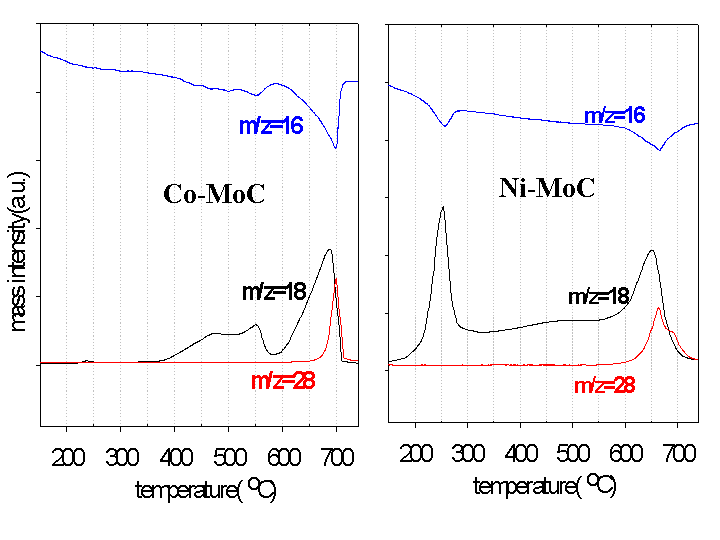 mass intensity(a.u.)
m/z=16
Co-MoC
m/z=18
m/z=28
200 300 400 500 600 700
temperature( °C)
m/z=16
Ni-MoC
m/z=18
m/z=28
200 300 400 500 600 700
temperature( °C)